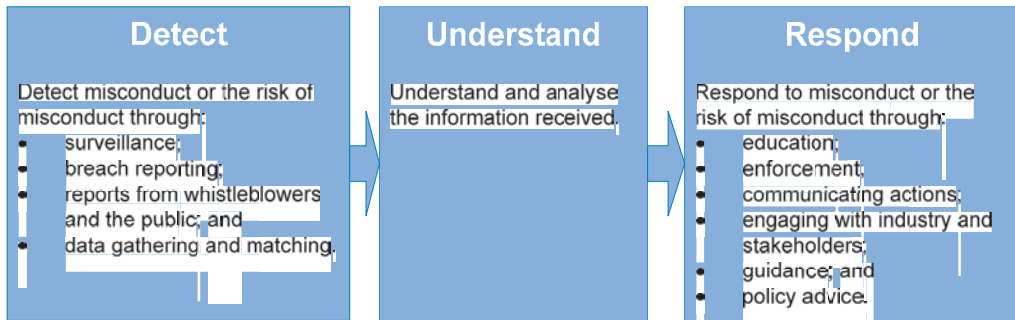 Detect
Detect misconduct or the risk of
misconduct through:
• surveillance;
• breach reporting;
• reports from whistleblowers
and the public; and
• data gathering and matching.
Understand
Understand and analyse
the information received.
Respond
Respond to misconduct or the
risk of misconduct through:
• education;
• enforcement;
• communicating actions;
• engaging with industry and
stakeholders;
• guidance; and
• policy advice.